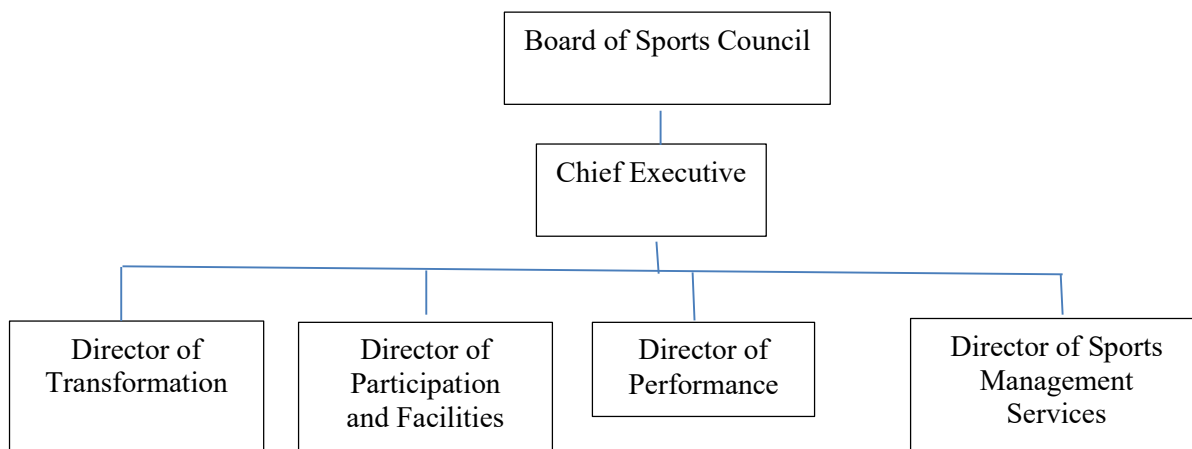 Board of Sports Council
Chief Executive
Director of
Transformation
Director of
Participation
and Facilities
Director of
Performance
Director of Sports
Management
Services